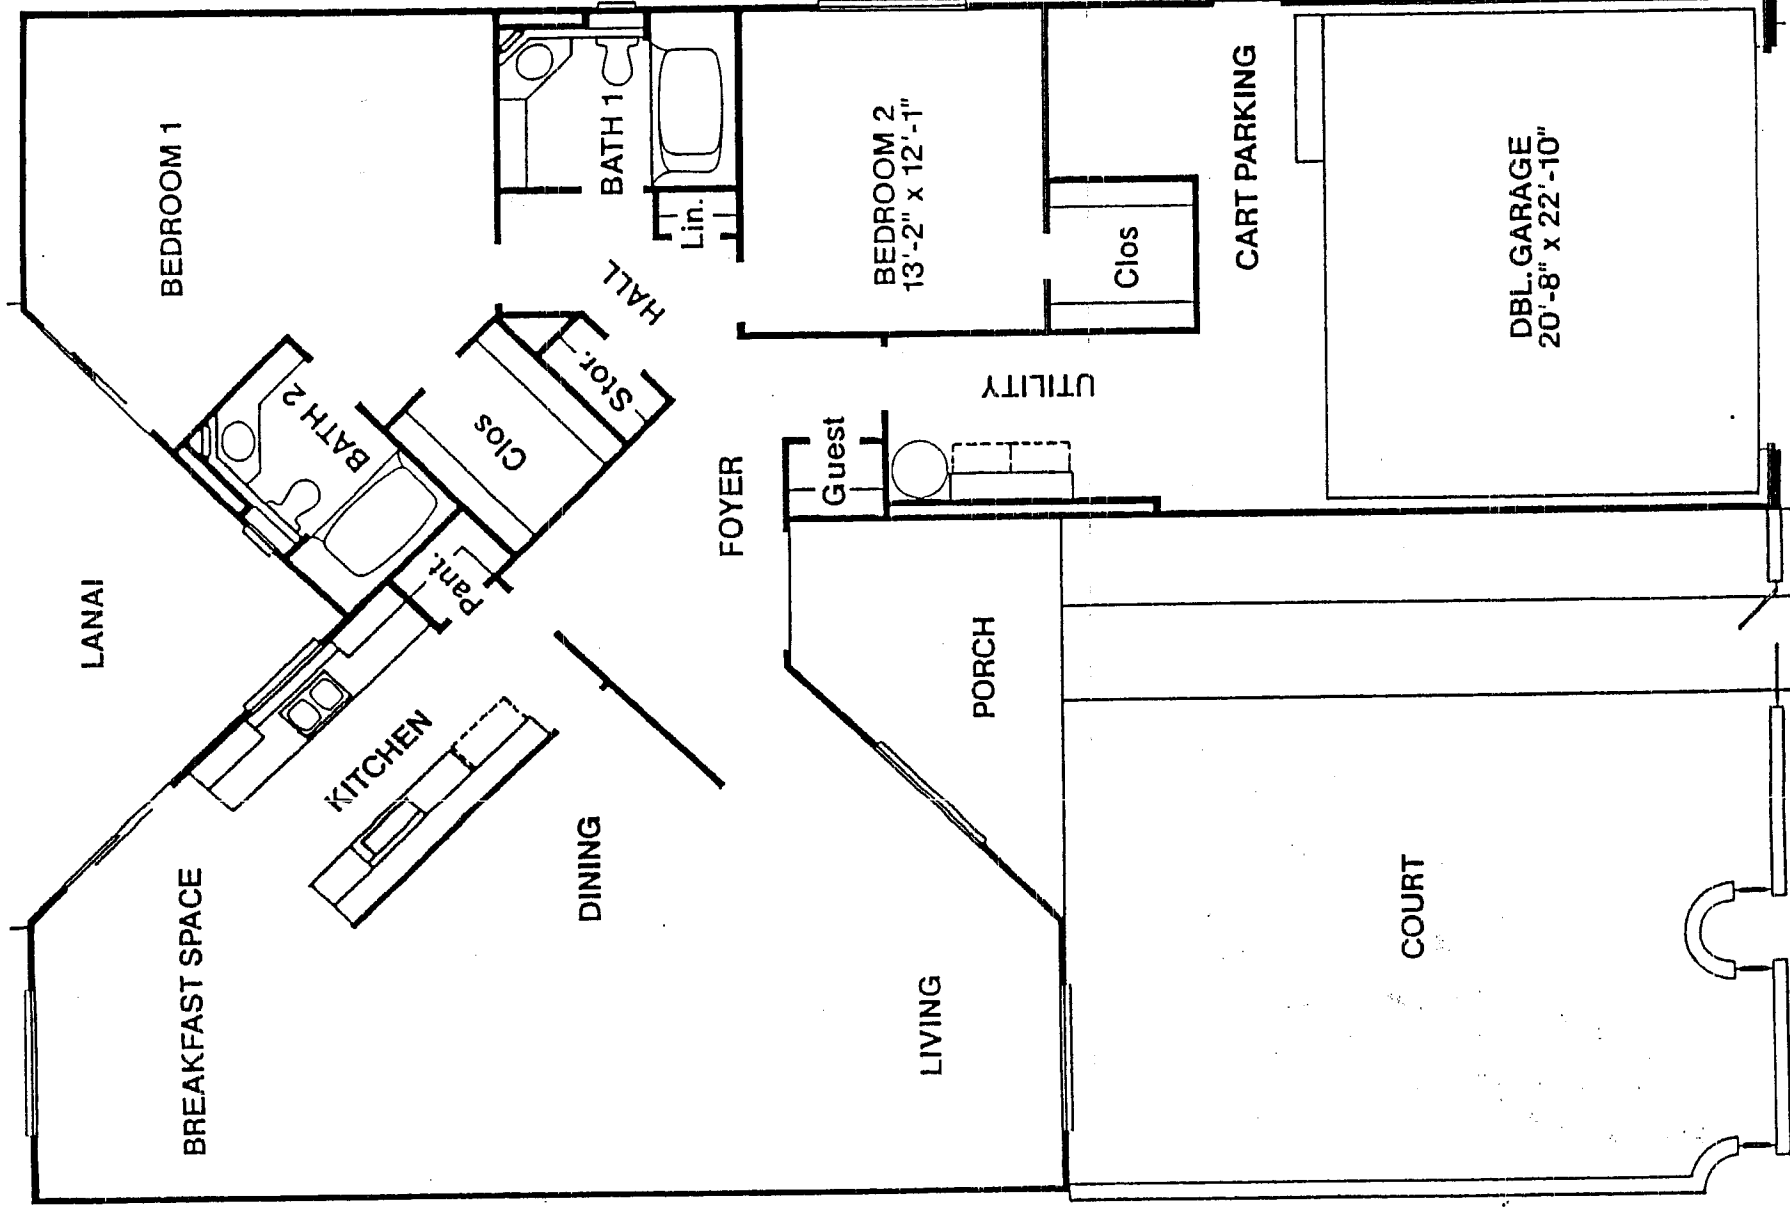 BEDROOM 1
BATH 1
Lin.
HALL
BEDROOM 2
13'-2" x 12'-1"
Clos
CART PARKING
DBL. GARAGE
20'-8" x 22'-10"
BATH 2
Clos
Stor.
UTILITY
Guest
FOYER
Pant.
LANAI
KITCHEN
PORCH
BREAKFAST SPACE
DINING
LIVING
COURT